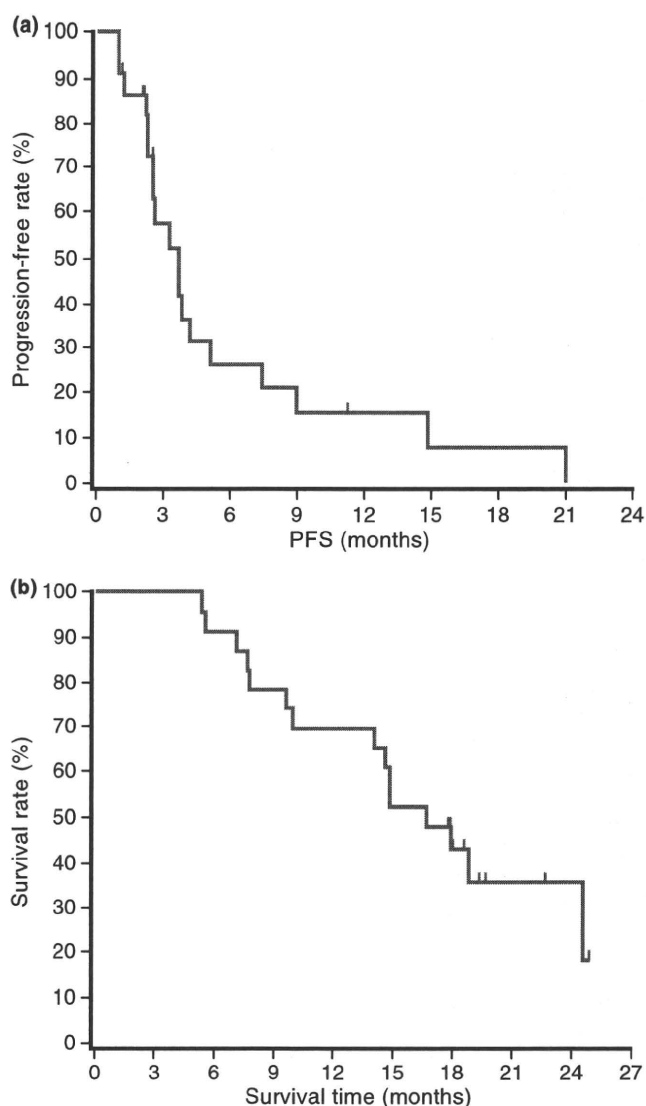 (a)
100
90
80
70
60
50
40
30
20
10
0
Progression-free rate (%)
0 3 6 9 12 15 18 21 24
PFS (months)
(b)
100
90
80
70
60
50
40
30
20
10
0
Survival rate (%)
0 3 6 9 12 15 18 21 24 27
Survival time (months)